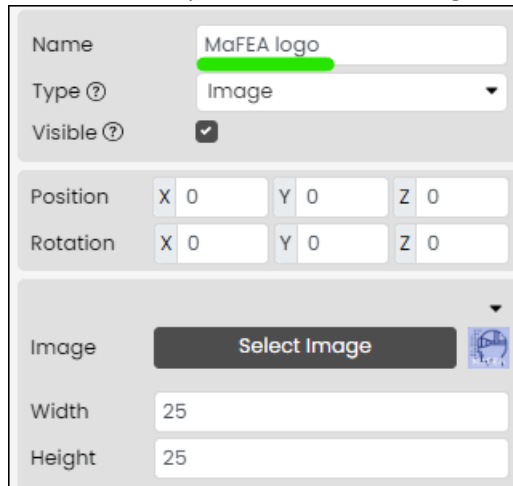 Name MaFEA logo
Type ? Image
Visible ?
Position X 0 Y 0 Z 0
Rotation X 0 Y 0 Z 0
Image Select Image
Width 25
Height 25